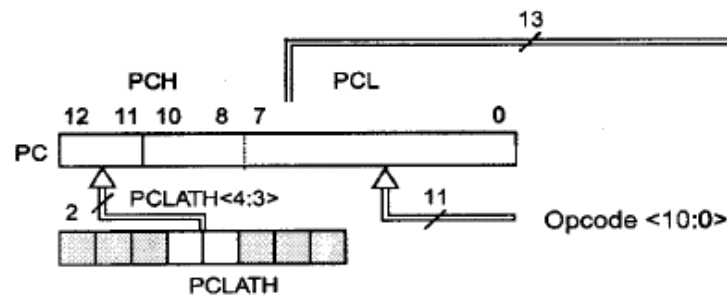 13
PCH PCL
12 11 10 8 7 0
PC
2 PCLATH<4:3> 11
Opcode <10:0>
PCLATH